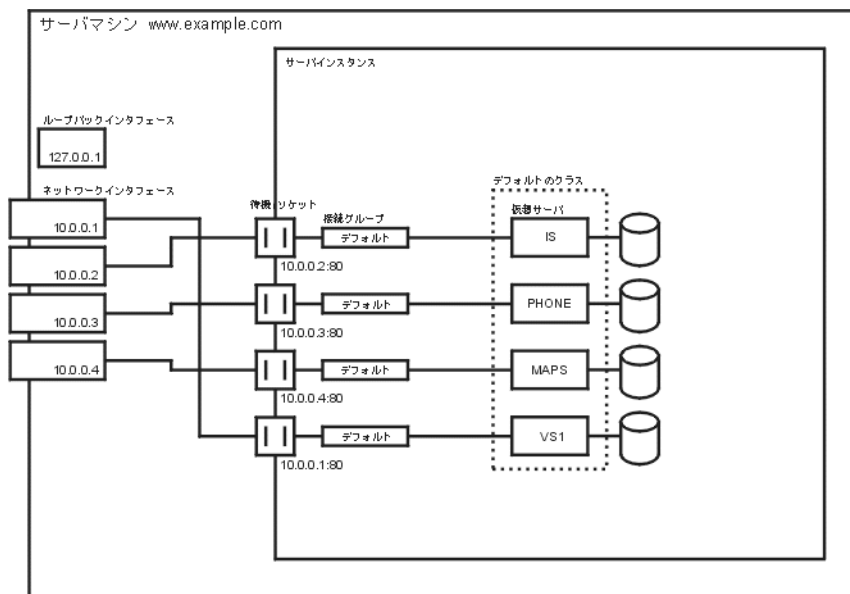 サーバマシン www.example.com
サーバインスタンス
ループバックインタフェース
127.0.0.1
ネットワークインタフェース
10.0.0.1
10.0.0.2
10.0.0.3
10.0.0.4
待機ソケット
接続グループ
デフォルトのクラス
仮想サーバ
デフォルト
IS
10.0.0.2:80
デフォルト
PHONE
10.0.0.3:80
デフォルト
MAPS
10.0.0.4:80
デフォルト
VS1
10.0.0.1:80